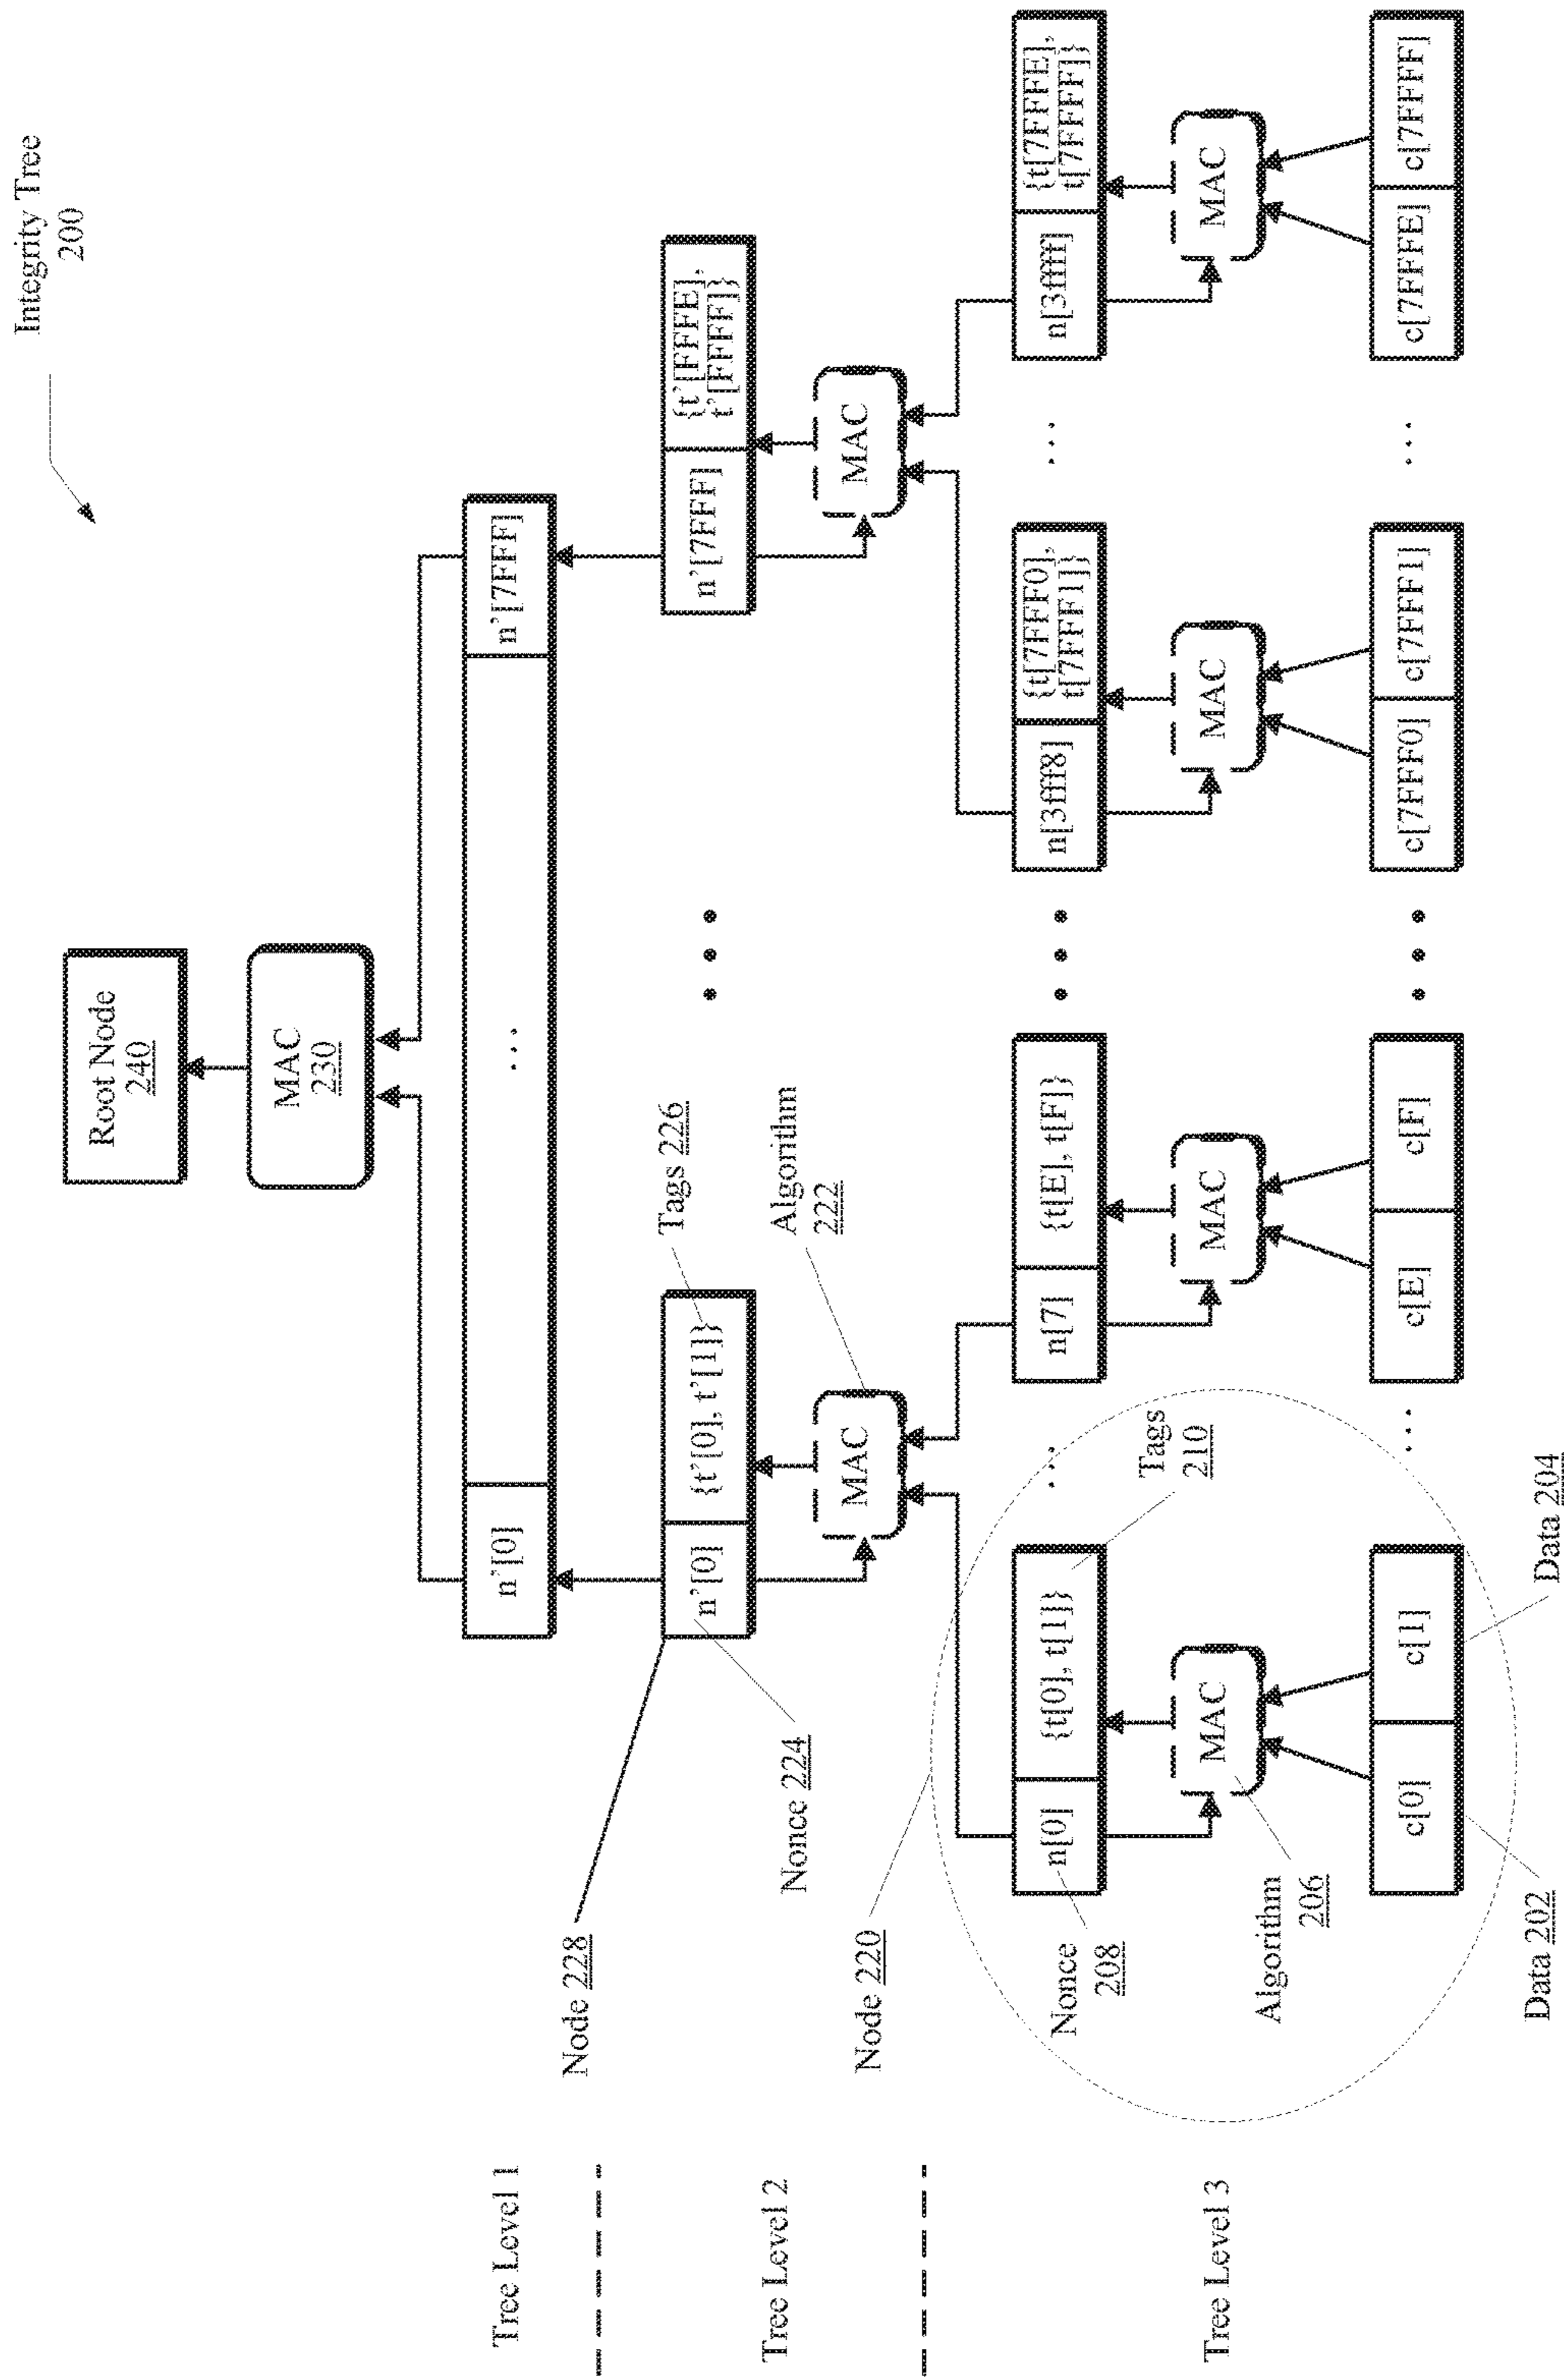 Integrity Tree
200
Root Node
240
MAC
230
Tree Level 1
n'[0]
...
n'[7FFF]
Node 228
Tags 226
n'[0]
{t'[0], t'[1]}
n'[7FFF]
{t'[FFFE],
t'[FFFF]}
Tree Level 2
Nonce 224
Algorithm
222
MAC
MAC
Node 220
Nonce
208
n[0]
{t[0], t[1]}
...
n[7]
{t[E], t[F]}
n[3fff8]
{t[7FFF0],
t[7FFF1]}
...
n[3ffff]
{t[7FFFE],
t[7FFFF]}
Tags
210
Tree Level 3
Algorithm
206
MAC
MAC
MAC
MAC
c[0]
c[1]
...
c[E]
c[F]
c[7FFF0]
c[7FFF1]
...
c[7FFFE]
c[7FFFF]
Data 202
Data 204